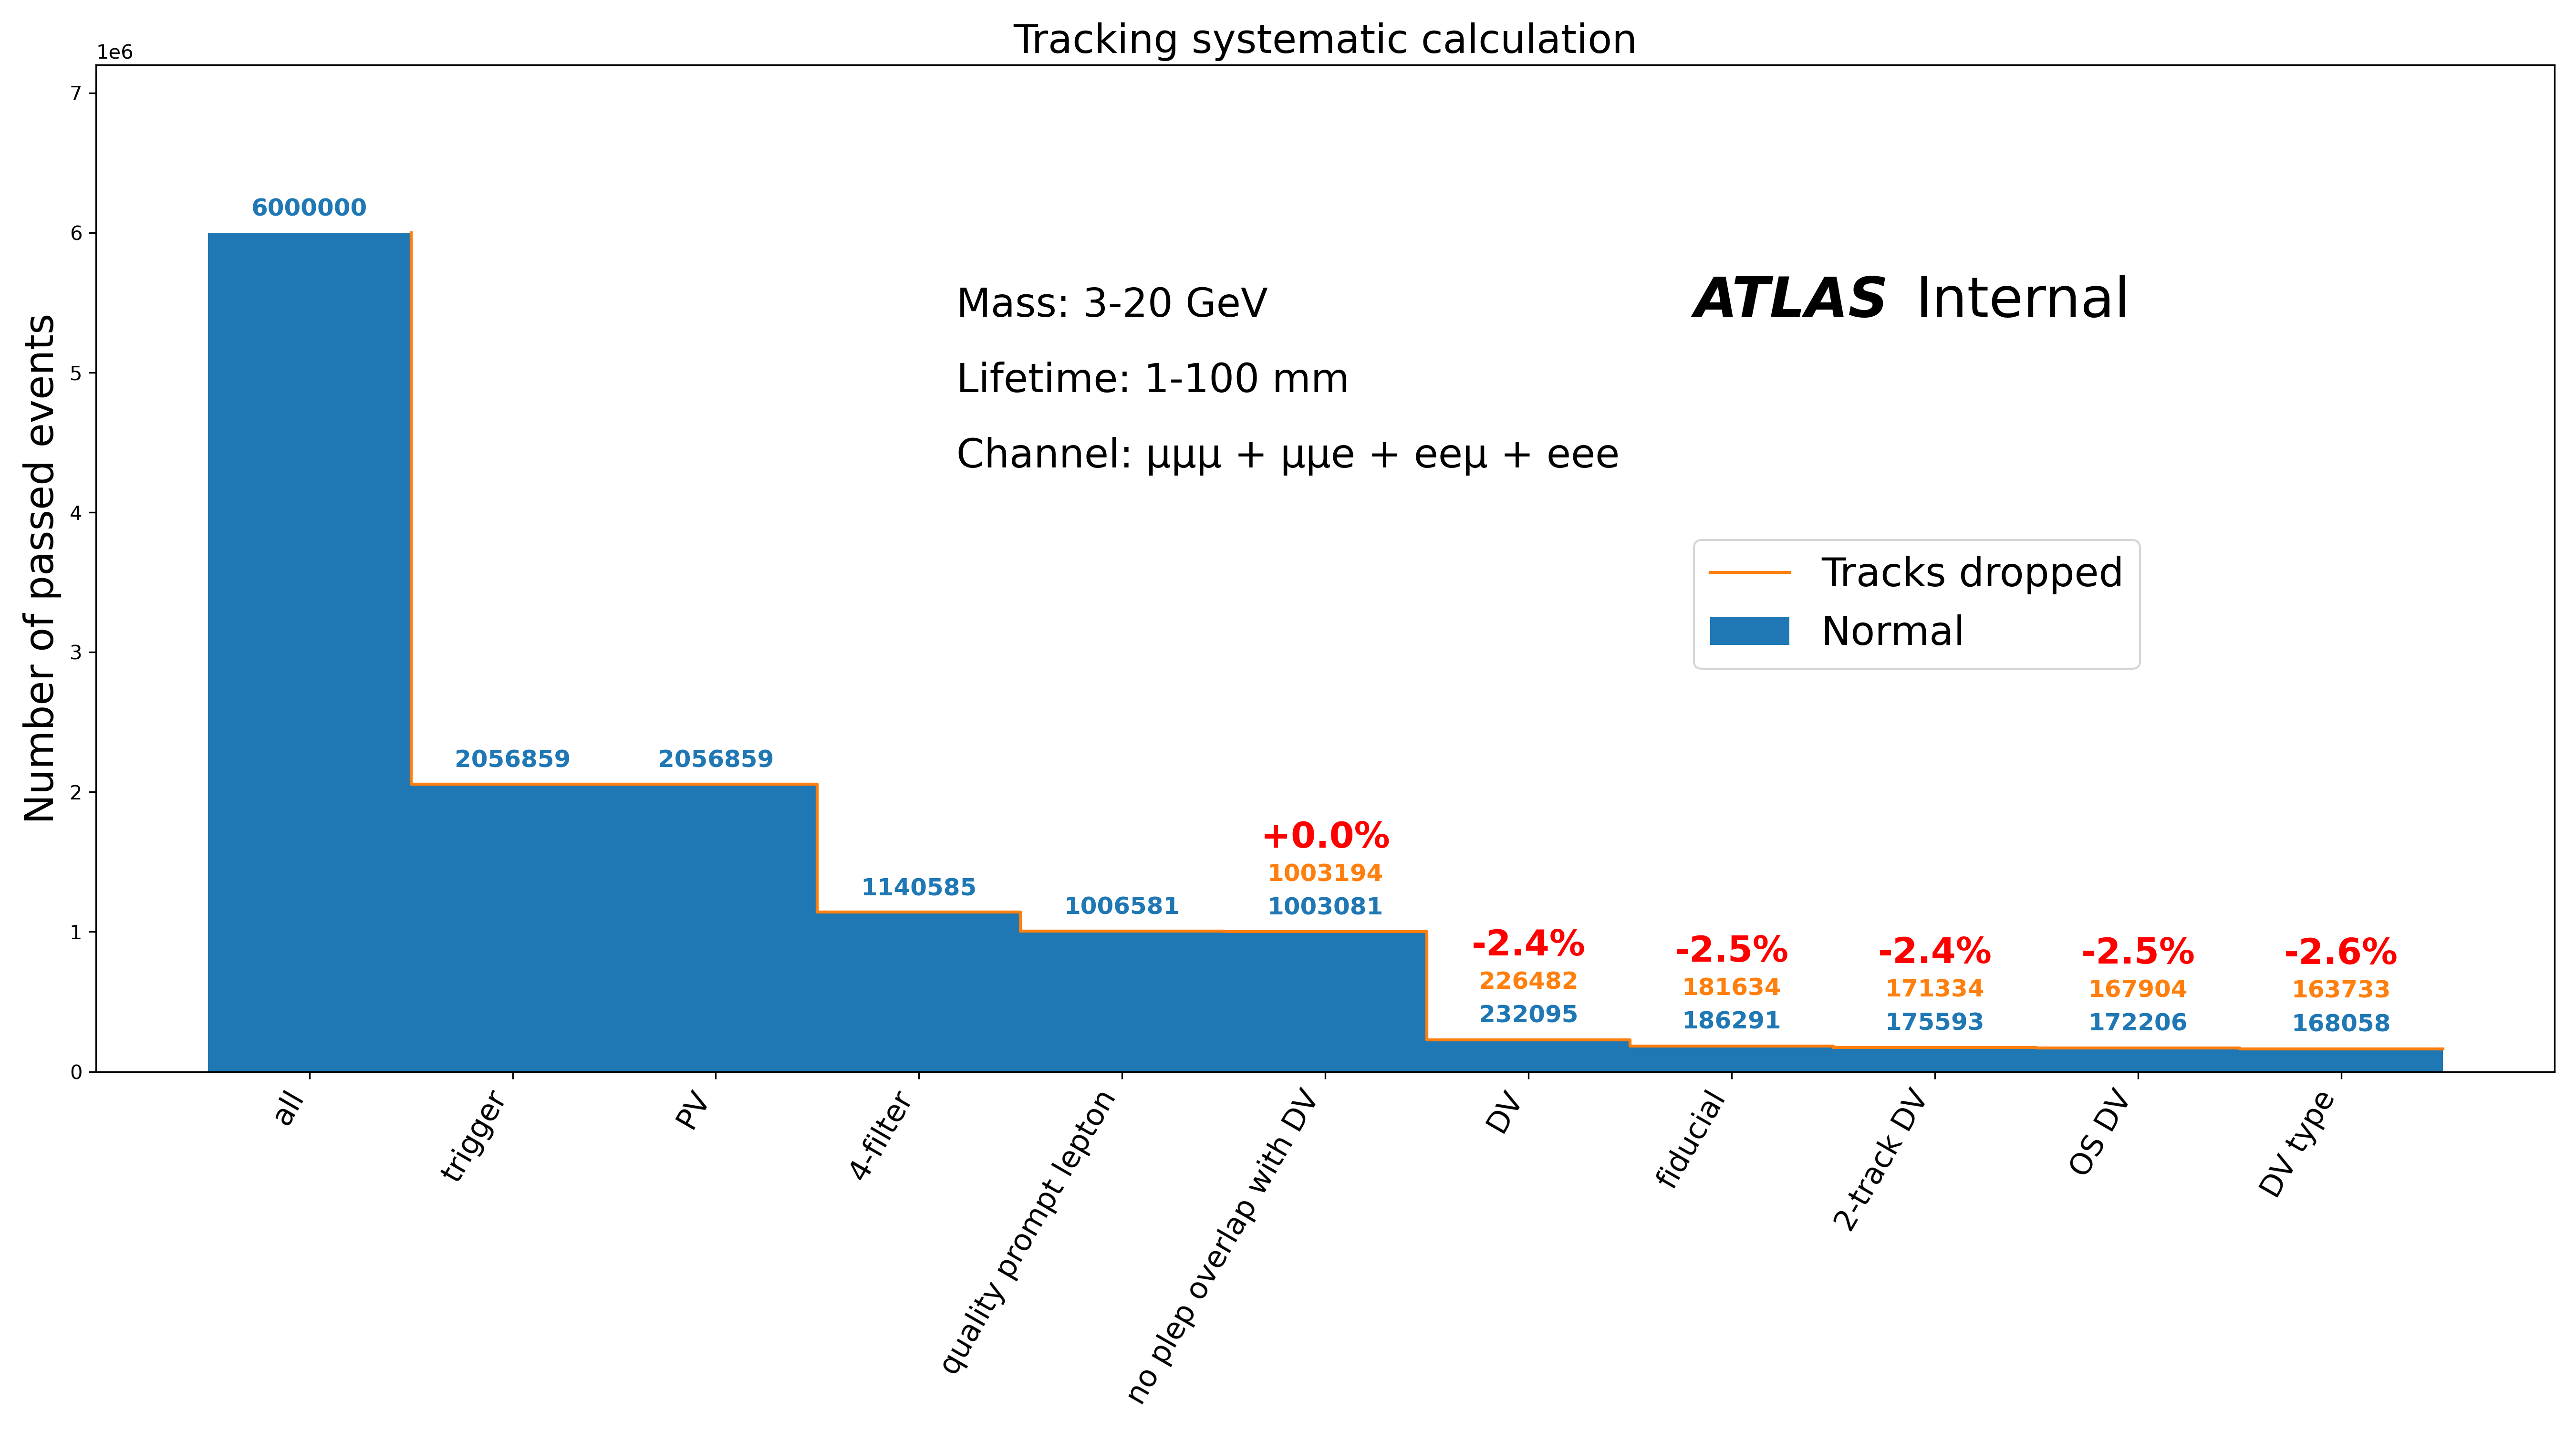 Tracking systematic calculation
1e6
7
6
5
4
3
2
1
0
Number of passed events
6000000
2056859
2056859
1140585
1006581
+0.0%
1003194
1003081
-2.4%
226482
232095
-2.5%
181634
186291
-2.4%
171334
175593
-2.5%
167904
172206
-2.6%
163733
168058
Mass: 3-20 GeV
Lifetime: 1-100 mm
Channel: μμμ + μμe + eeμ + eee
ATLAS Internal
Tracks dropped
Normal
all
trigger
PV
4-filter
quality prompt lepton
no plep overlap with DV
DV
fiducial
2-track DV
OS DV
DV type